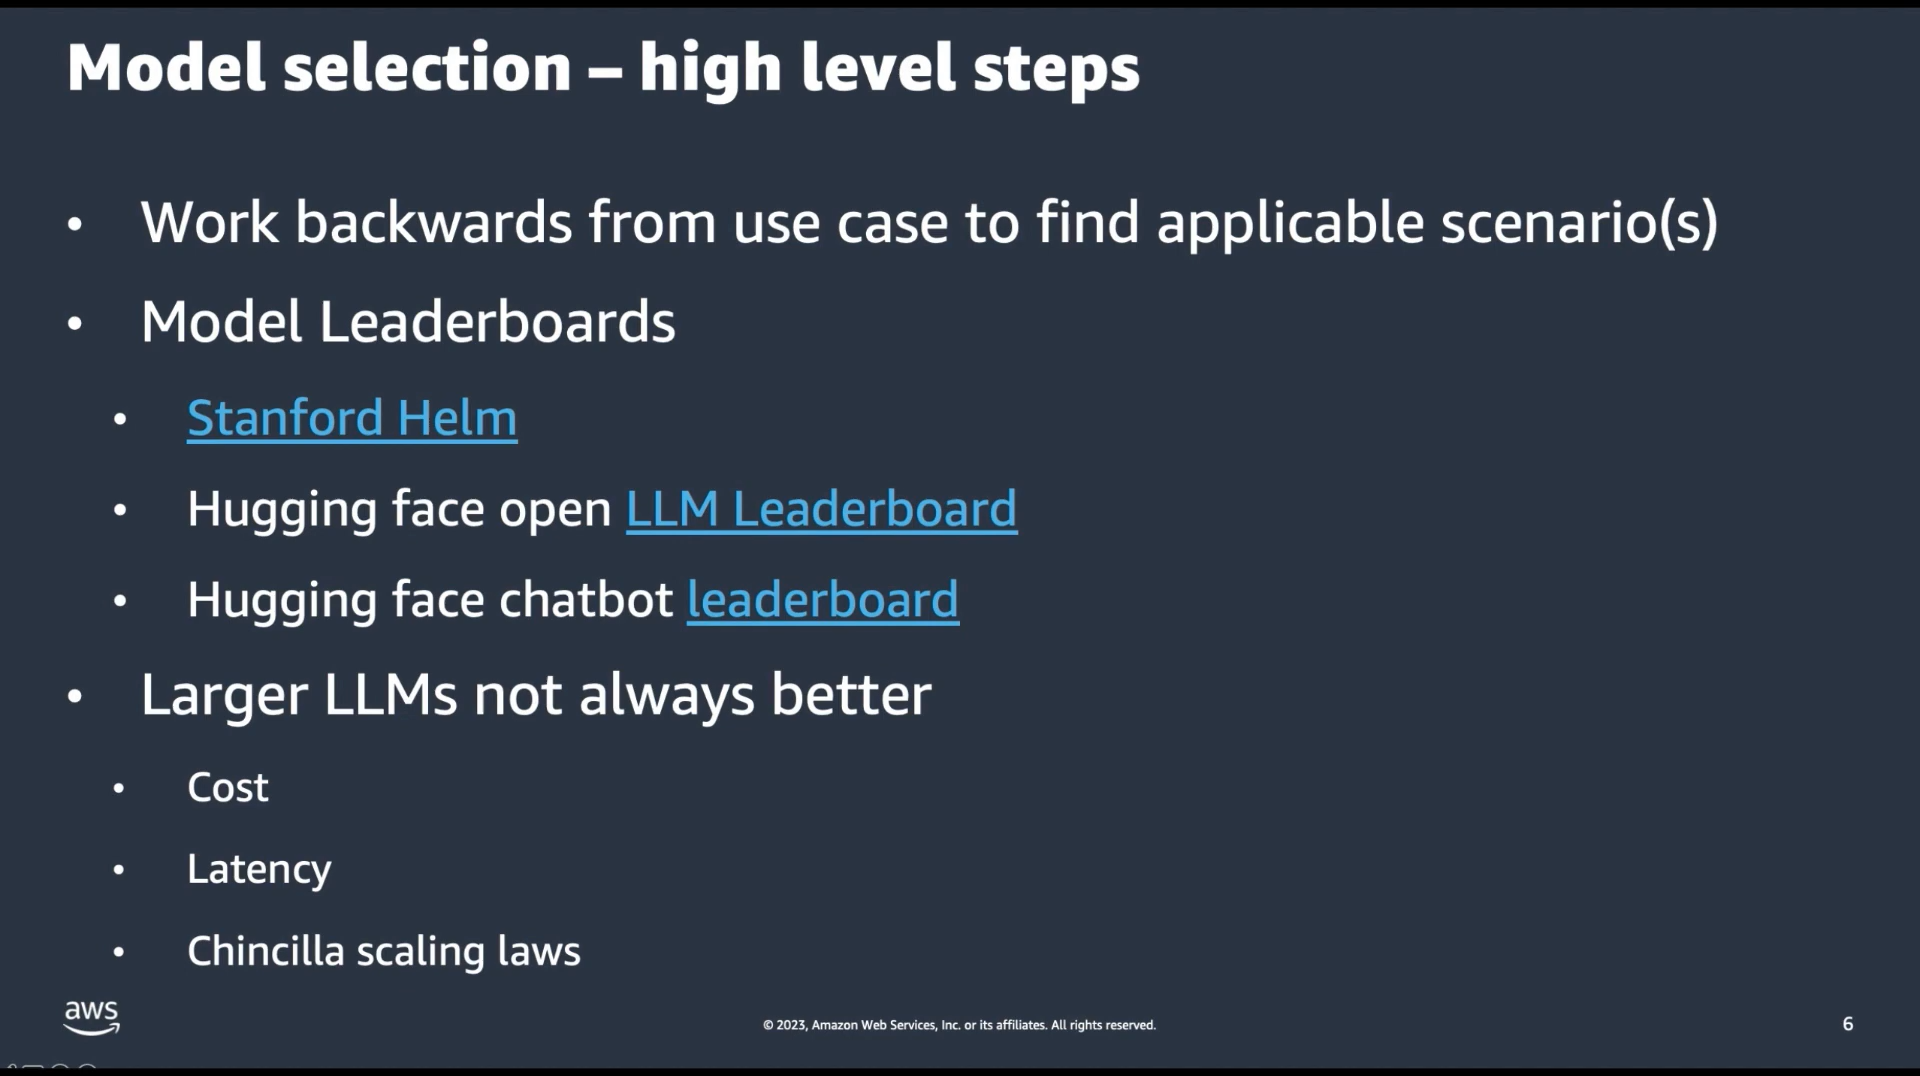 Model selection – high level steps
• Work backwards from use case to find applicable scenario(s)
• Model Leaderboards
• Stanford Helm
• Hugging face open LLM Leaderboard
• Hugging face chatbot leaderboard
• Larger LLMs not always better
• Cost
• Latency
• Chincilla scaling laws
aws
© 2023, Amazon Web Services, Inc. or its affiliates. All rights reserved.
6